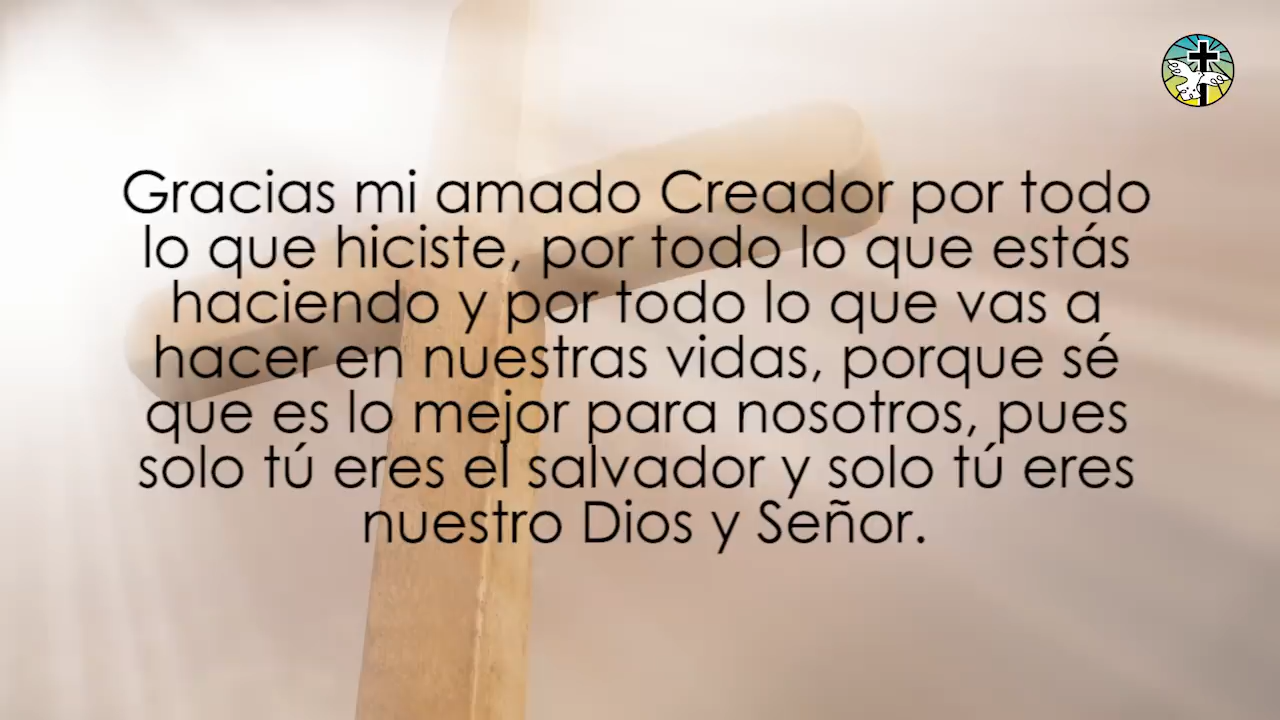 Gracias mi amado Creador por todo
lo que hiciste, por todo lo que estás
haciendo y por todo lo que vas a
hacer en nuestras vidas, porque sé
que es lo mejor para nosotros, pues
solo tú eres el salvador y solo tú eres
nuestro Dios y Señor.